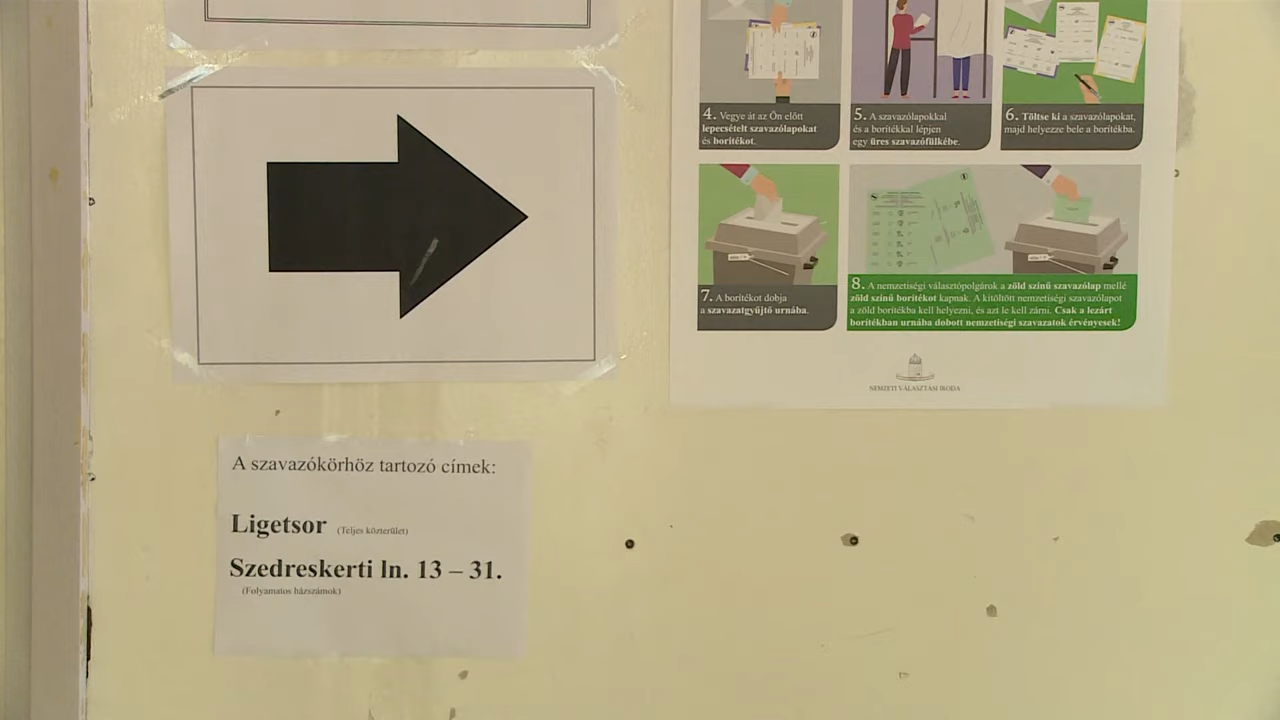 4. Vegye át az Ön előtt
lepecsételt szavazólapokat
és borítékot.
5. A szavazólapokkal
és a borítékkal lépjen
egy üres szavazófülkébe.
6. Töltse ki a szavazólapokat,
majd helyezze bele a borítékba.
7. A borítékot dobja
a szavazatgyűjtő urnába.
8. A nemzetiségi választópolgárok a zöld színű szavazólap mellé
zöld színű borítékot kapnak. A kitöltött nemzetiségi szavazólapot
a zöld borítékba kell helyezni, és azt le kell zárni. Csak a lezárt
borítékban urnába dobott nemzetiségi szavazatok érvényesek!
NEMZETI VÁLASZTÁSI IRODA
A szavazókörhöz tartozó címek:
Ligetsor (Teljes közterület)
Szedreskerti ln. 13 – 31.
(Folyamatos házszámok)